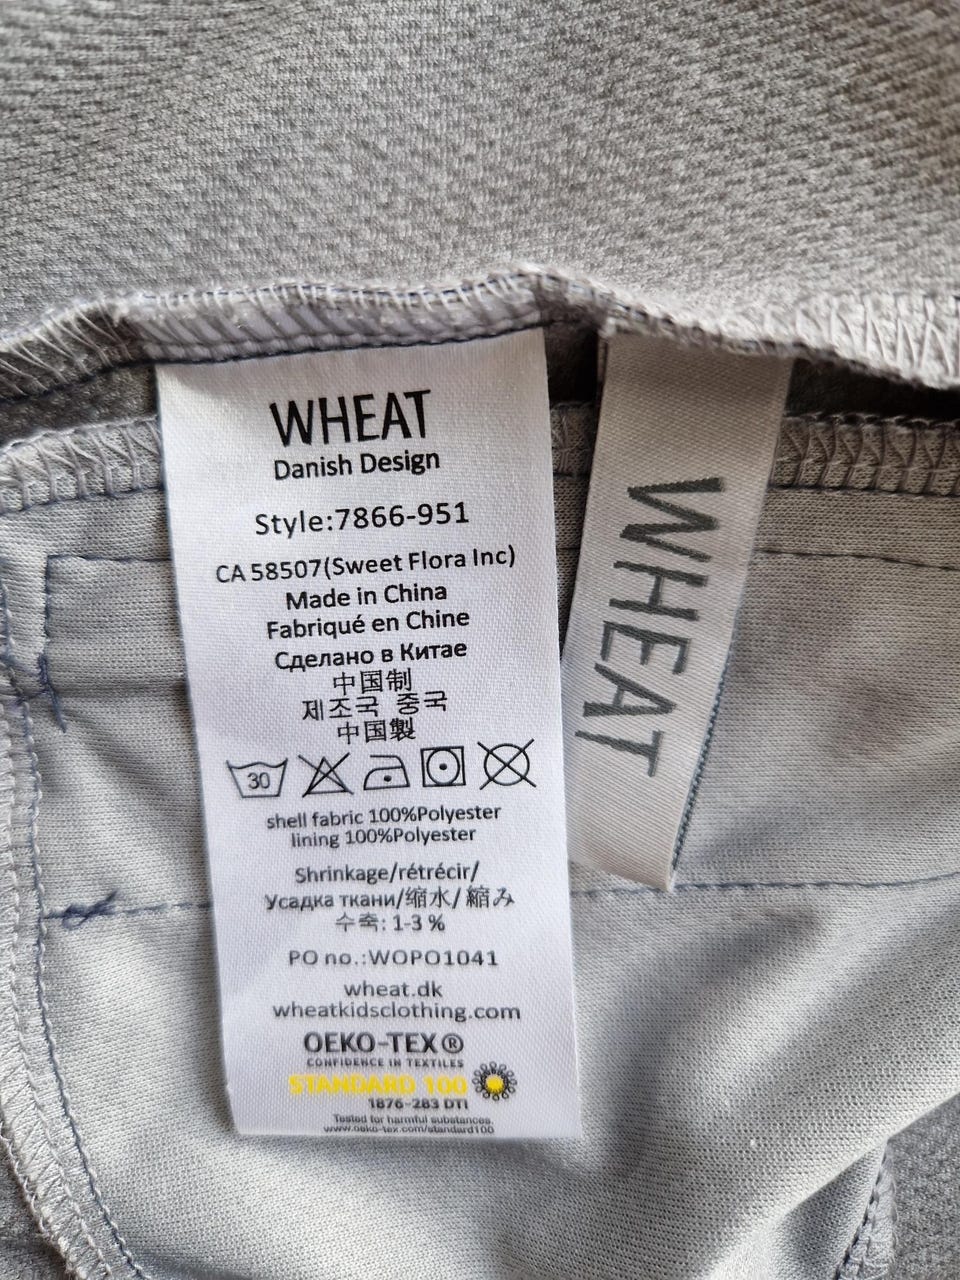 WHEAT
Danish Design
Style:7866-951
CA 58507(Sweet Flora Inc)
Made in China
Fabriqué en Chine
Сделано в Китае
中国制
제조국 중국
中国製
30
shell fabric 100%Polyester
lining 100%Polyester
Shrinkage/rétrécir/
Усадка ткани/缩水/縮み
수축: 1-3 %
PO no.:WOPO1041
wheat.dk
wheatkidsclothing.com
OEKO-TEX®
CONFIDENCE IN TEXTILES
STANDARD 100
1876-283 DTI
Tested for harmful substances
www.oeko-tex.com/standard100
WHEAT